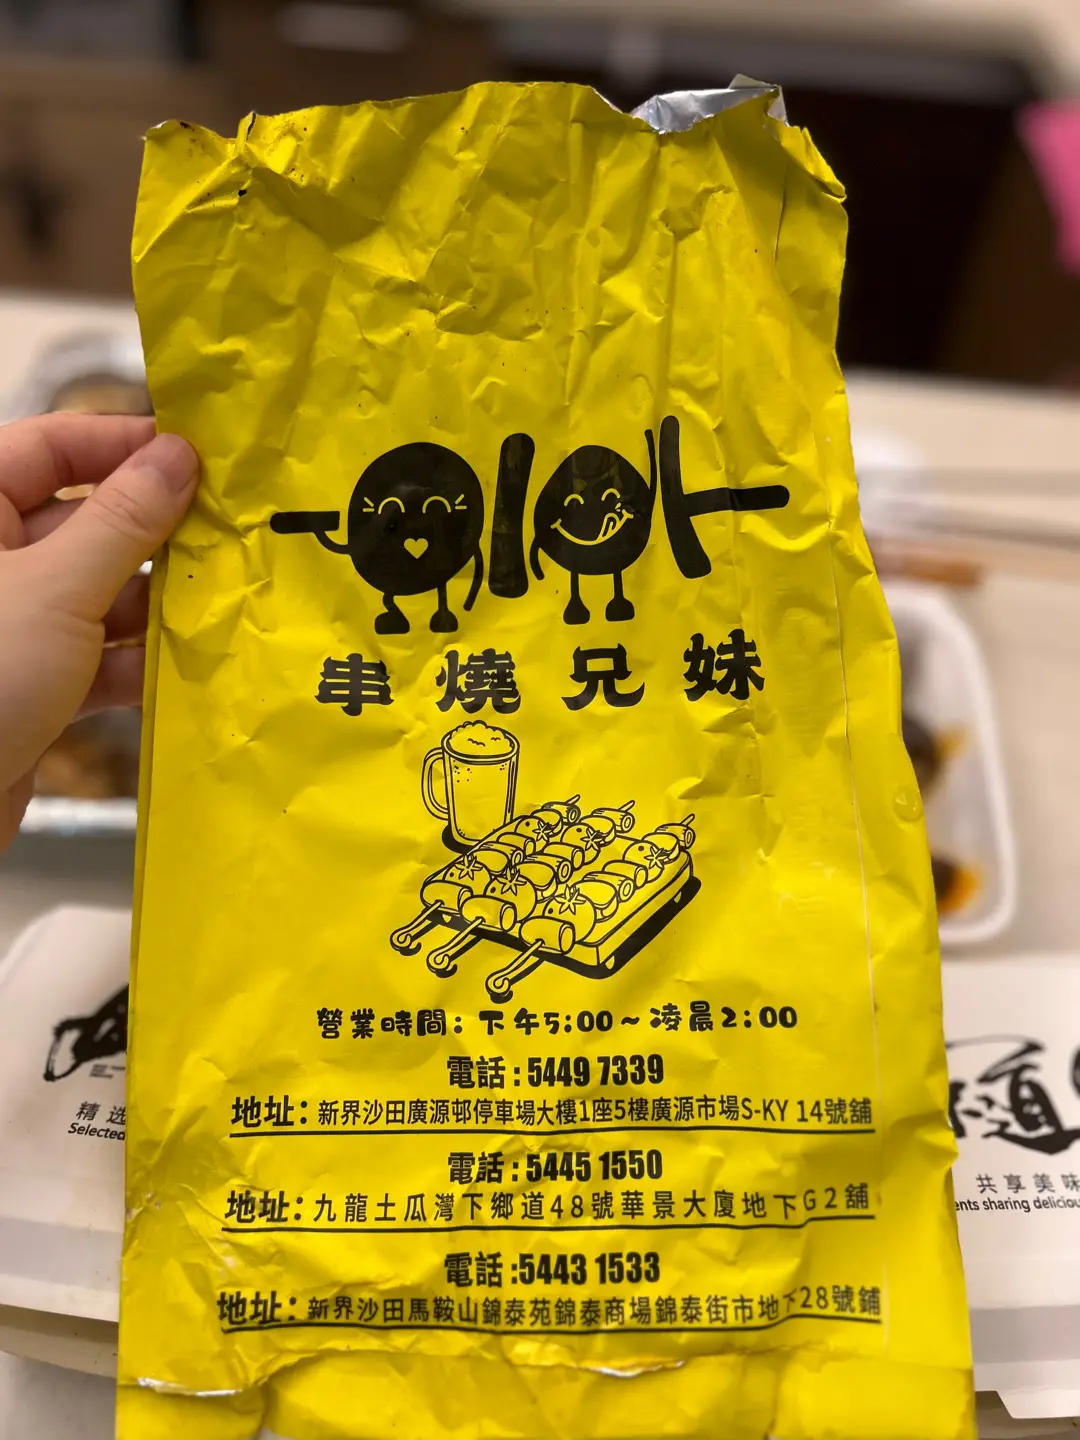 串燒兄妹
營業時間：下午5:00～凌晨2:00
電話：5449 7339
地址：新界沙田廣源邨停車場大樓1座5樓廣源市場S-KY 14號舖
電話：5445 1550
地址：九龍土瓜灣下鄉道48號華景大廈地下G2舖
電話：5443 1533
地址：新界沙田馬鞍山錦泰苑錦泰商場錦泰街市地下28號鋪
精选
Selected
道
共享美味
ents sharing delicio